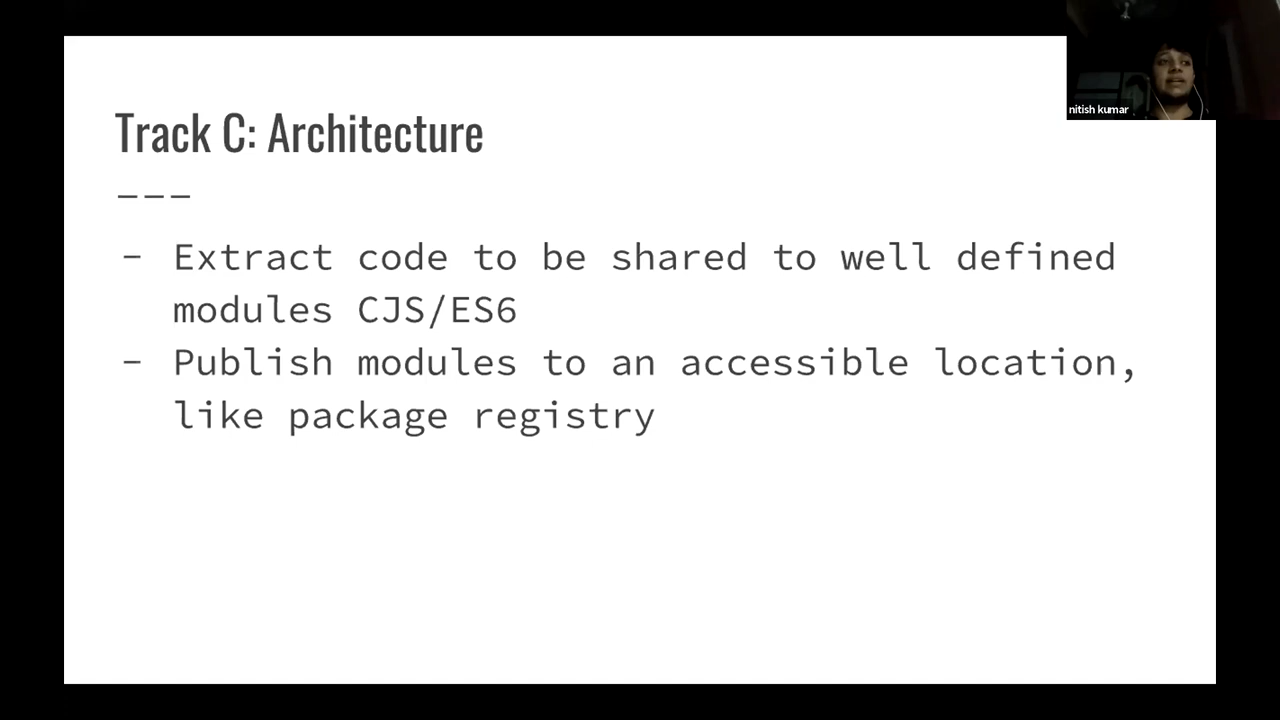 nitish kumar
Track C: Architecture
———
- Extract code to be shared to well defined
modules CJS/ES6
- Publish modules to an accessible location,
like package registry